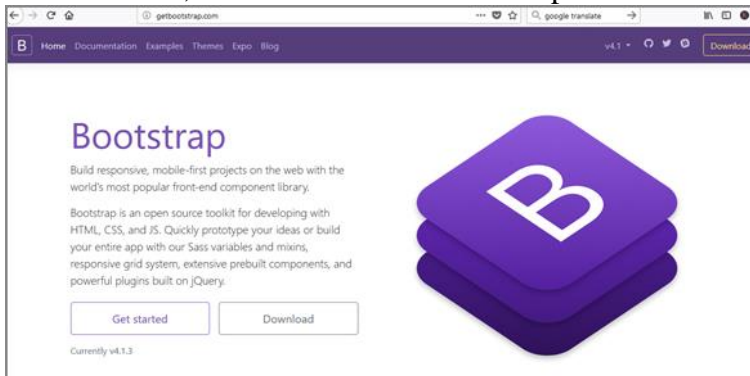 getbootstrap.com
google translate
B Home Documentation Examples Themes Expo Blog v4.1 Download
Bootstrap
Build responsive, mobile-first projects on the web with the
world's most popular front-end component library.
Bootstrap is an open source toolkit for developing with
HTML, CSS, and JS. Quickly prototype your ideas or build
your entire app with our Sass variables and mixins,
responsive grid system, extensive prebuilt components, and
powerful plugins built on jQuery.
Get started Download
Currently v4.1.3
B